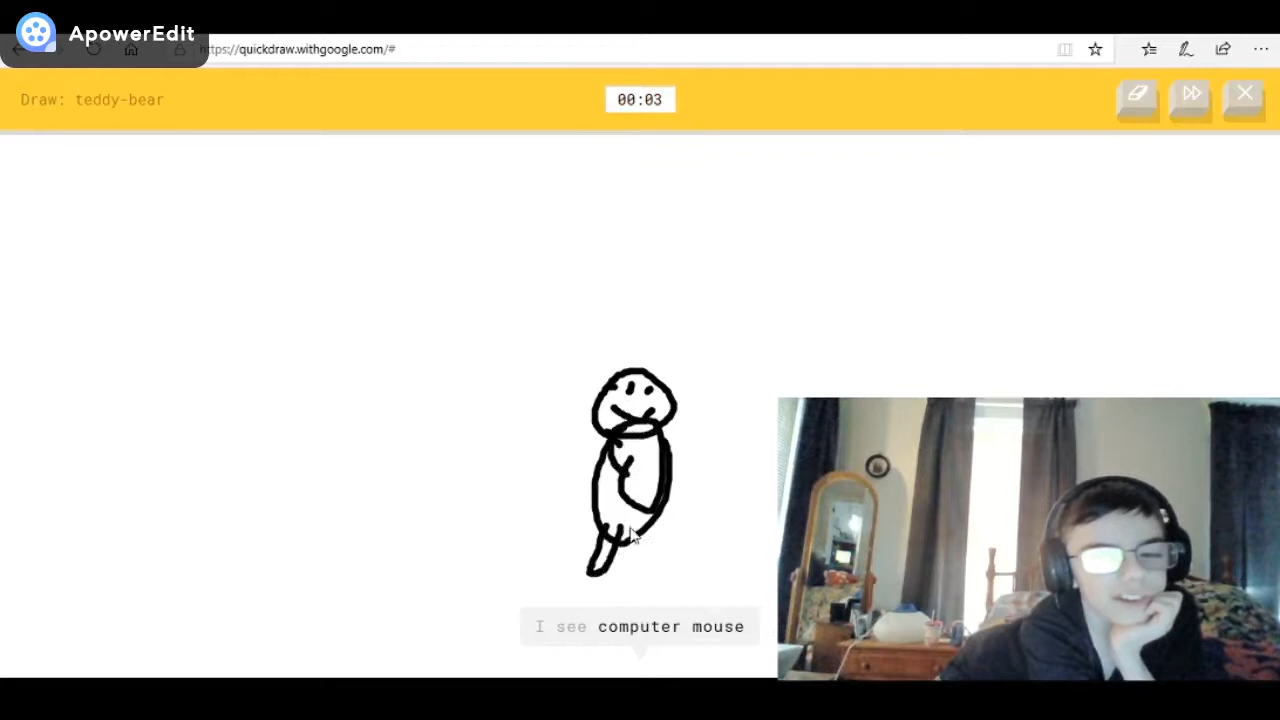 ApowerEdit
https://quickdraw.withgoogle.com/#
Draw: teddy-bear
00:03
I see computer mouse